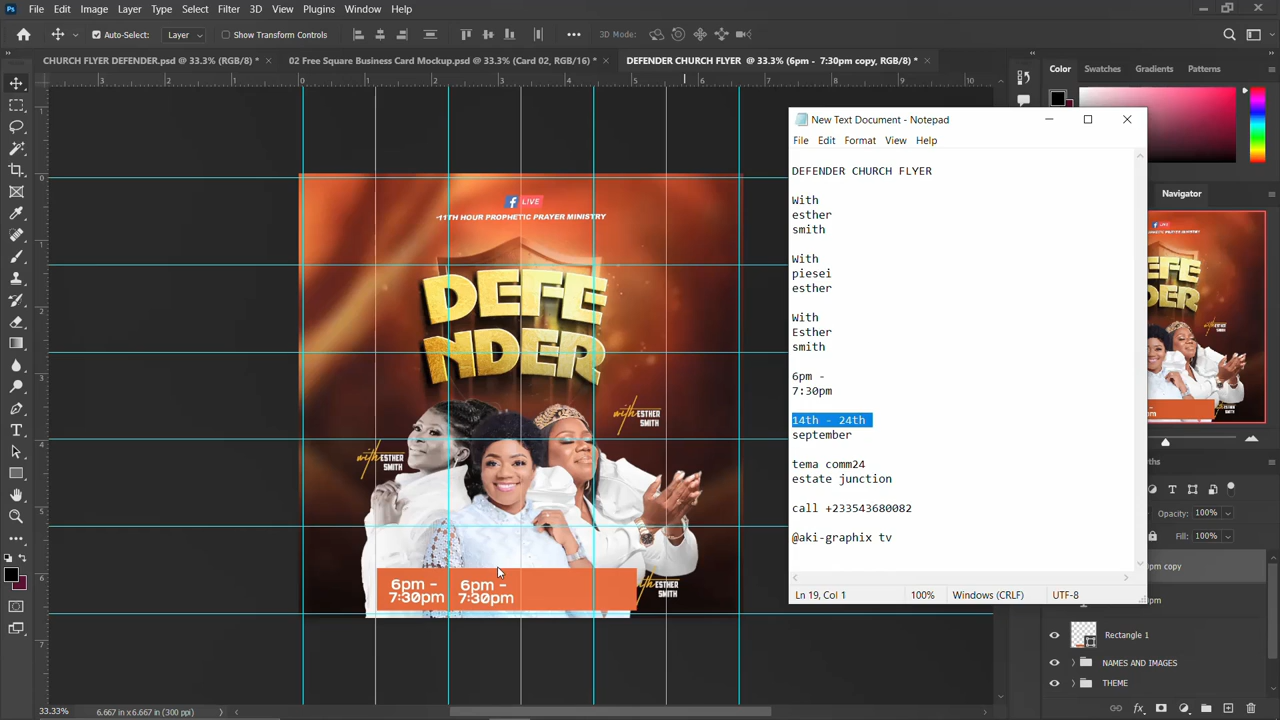 Ps File Edit Image Layer Type Select Filter 3D View Plugins Window Help
Auto-Select: Layer Show Transform Controls 3D Mode:
CHURCH FLYER DEFENDER.psd @ 33.3% (RGB/8) *
02 Free Square Business Card Mockup.psd @ 33.3% (Card 02, RGB/16) *
DEFENDER CHURCH FLYER @ 33.3% (6pm - 7:30pm copy, RGB/8) *
Color Swatches Gradients Patterns
Navigator
LIVE
11TH HOUR PROPHETIC PRAYER MINISTRY
DEFE
NDER
with ESTHER
SMITH
with ESTHER
SMITH
with ESTHER
SMITH
6pm -
7:30pm
6pm -
7:30pm
New Text Document - Notepad
File Edit Format View Help
DEFENDER CHURCH FLYER
With
esther
smith
With
piesei
esther
With
Esther
smith
6pm -
7:30pm
14th - 24th
september
tema comm24
estate junction
call +233543680082
@aki-graphix tv
Ln 19, Col 1 100% Windows (CRLF) UTF-8
Opacity: 100%
Fill: 100%
Rectangle 1
NAMES AND IMAGES
THEME
33.33% 6.667 in x 6.667 in (300 ppi)